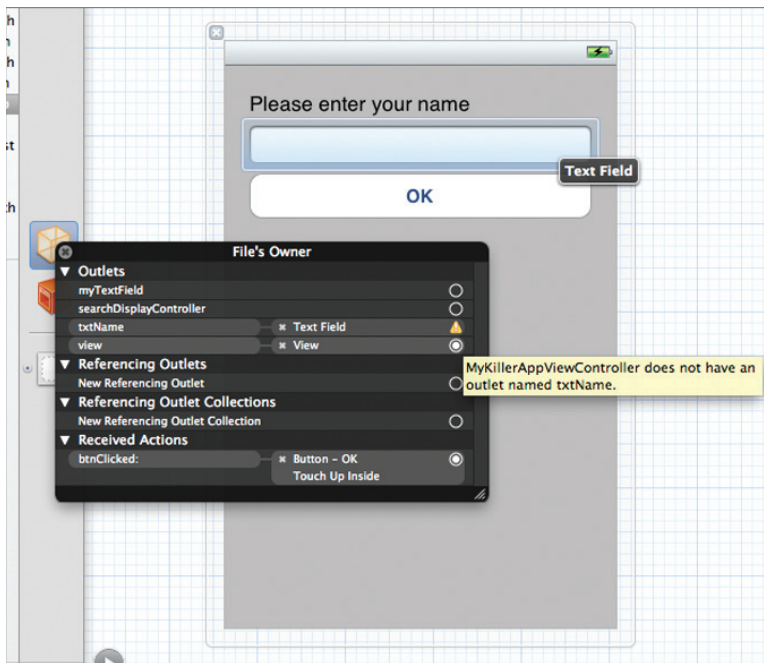 Please enter your name
Text Field
OK
File's Owner
Outlets
myTextField
searchDisplayController
txtName
Text Field
view
View
MyKillerAppViewController does not have an
outlet named txtName.
Referencing Outlets
New Referencing Outlet
Referencing Outlet Collections
New Referencing Outlet Collection
Received Actions
btnClicked:
Button – OK
Touch Up Inside